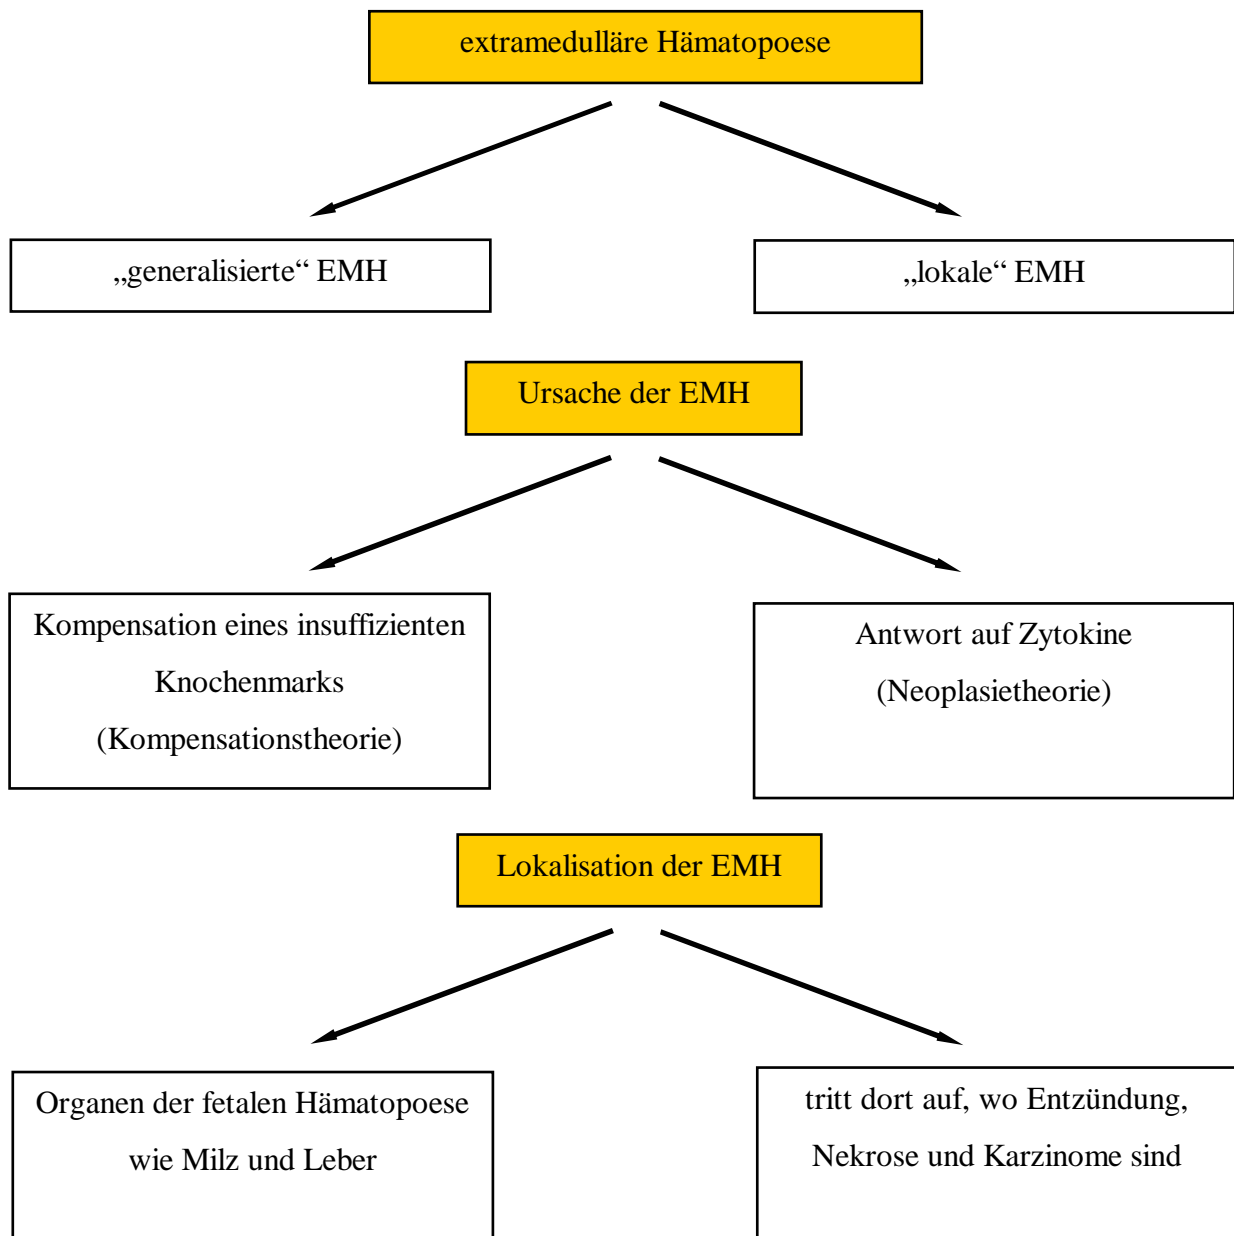 extramedulläre Hämatopoese
„generalisierte“ EMH
„lokale“ EMH
Ursache der EMH
Kompensation eines insuffizienten
Knochenmarks
(Kompensationstheorie)
Antwort auf Zytokine
(Neoplasietheorie)
Lokalisation der EMH
Organen der fetalen Hämatopoese
wie Milz und Leber
tritt dort auf, wo Entzündung,
Nekrose und Karzinome sind